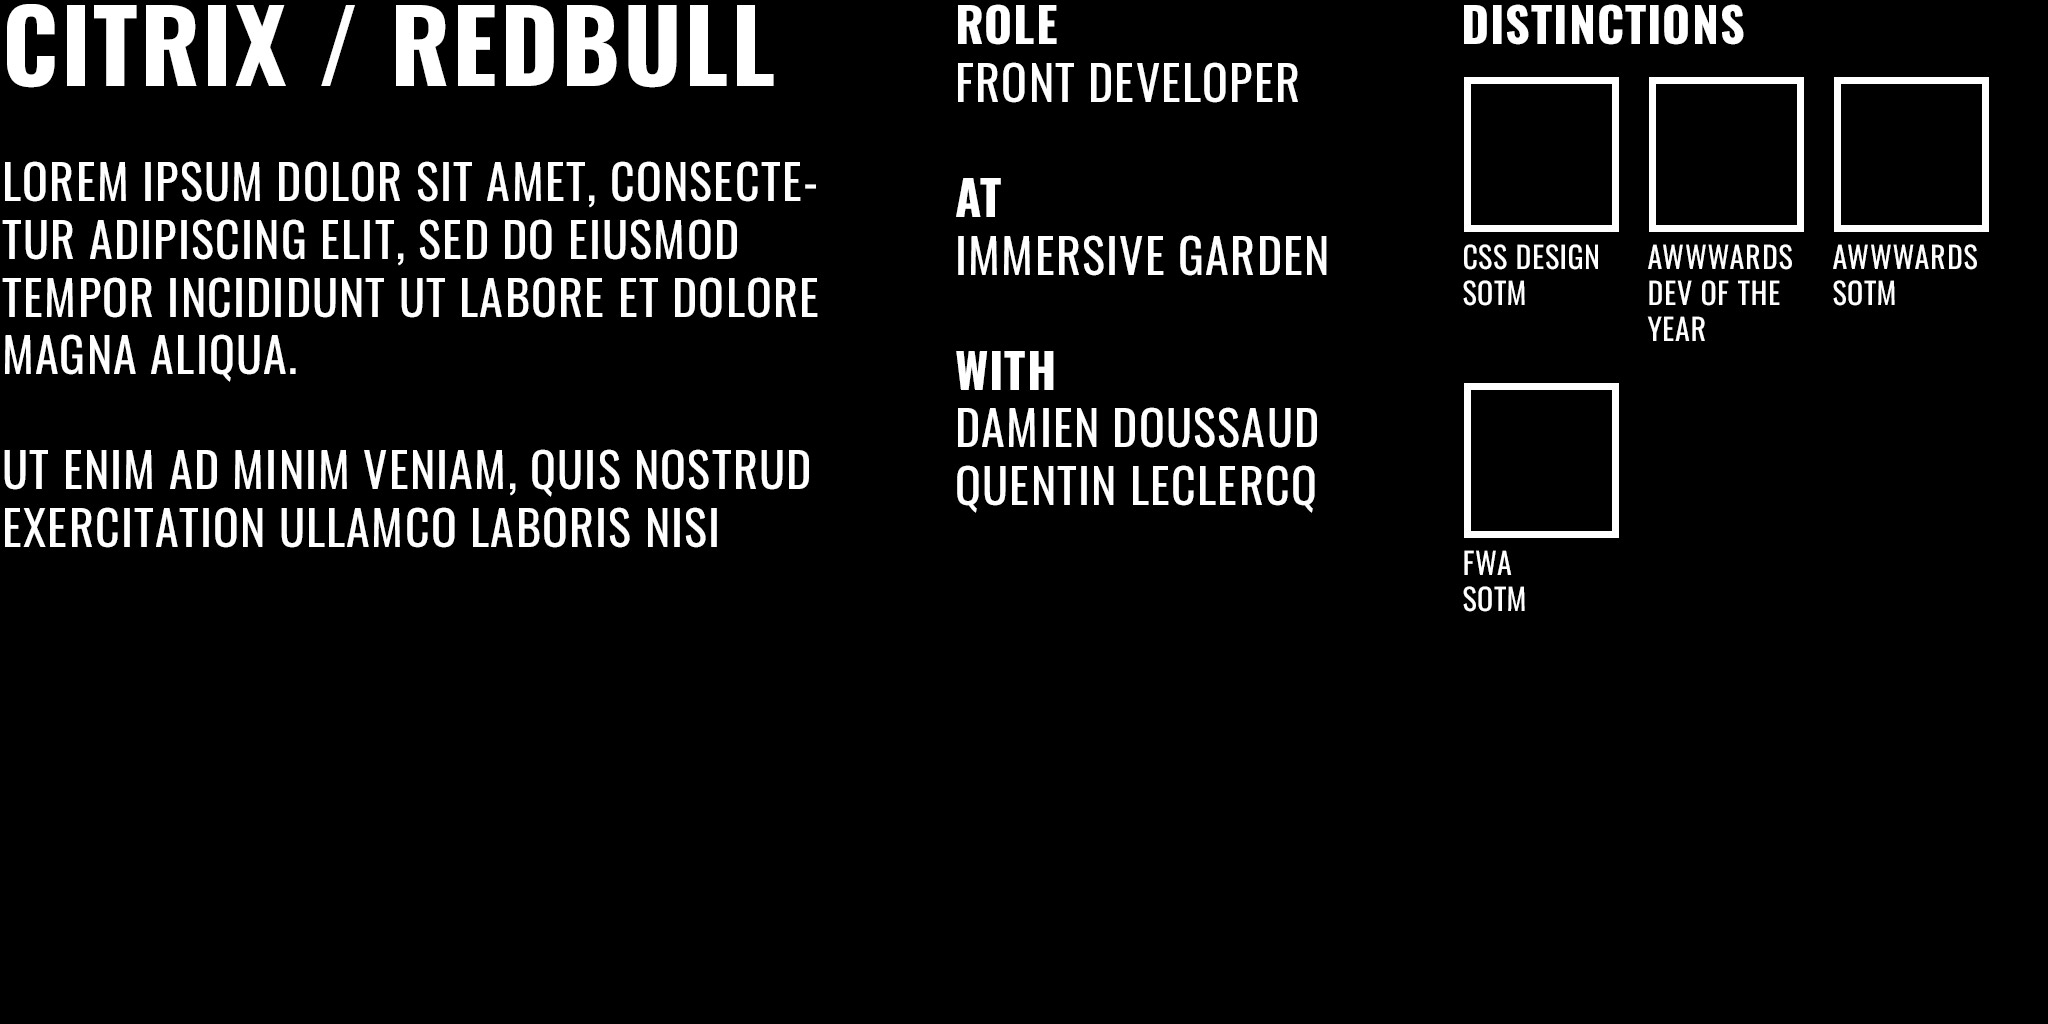 CITRIX / REDBULL
LOREM IPSUM DOLOR SIT AMET, CONSECTE-
TUR ADIPISCING ELIT, SED DO EIUSMOD
TEMPOR INCIDIDUNT UT LABORE ET DOLORE
MAGNA ALIQUA.
UT ENIM AD MINIM VENIAM, QUIS NOSTRUD
EXERCITATION ULLAMCO LABORIS NISI
ROLE
FRONT DEVELOPER
AT
IMMERSIVE GARDEN
WITH
DAMIEN DOUSSAUD
QUENTIN LECLERCQ
DISTINCTIONS
CSS DESIGN
SOTM
AWWWARDS
DEV OF THE
YEAR
AWWWARDS
SOTM
FWA
SOTM